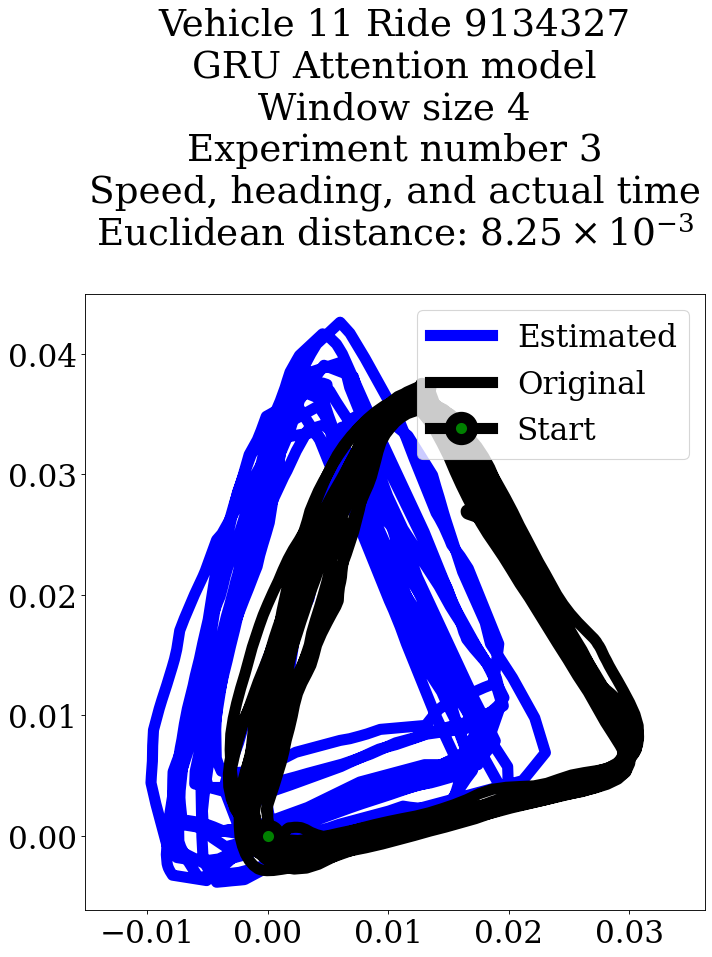 Vehicle 11 Ride 9134327
GRU Attention model
Window size 4
Experiment number 3
Speed, heading, and actual time
Euclidean distance: 8.25 × 10⁻³
Estimated
Original
Start
0.04
0.03
0.02
0.01
0.00
−0.01 0.00 0.01 0.02 0.03